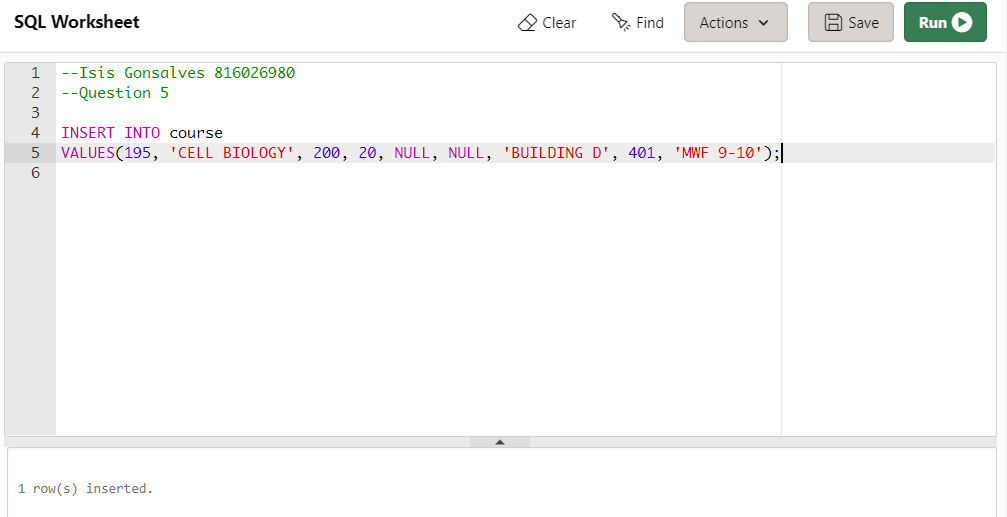 SQL Worksheet Clear Find Actions Save Run
1 --Isis Gonsalves 816026980
2 --Question 5
3
4 INSERT INTO course
5 VALUES(195, 'CELL BIOLOGY', 200, 20, NULL, NULL, 'BUILDING D', 401, 'MWF 9-10');
6
1 row(s) inserted.